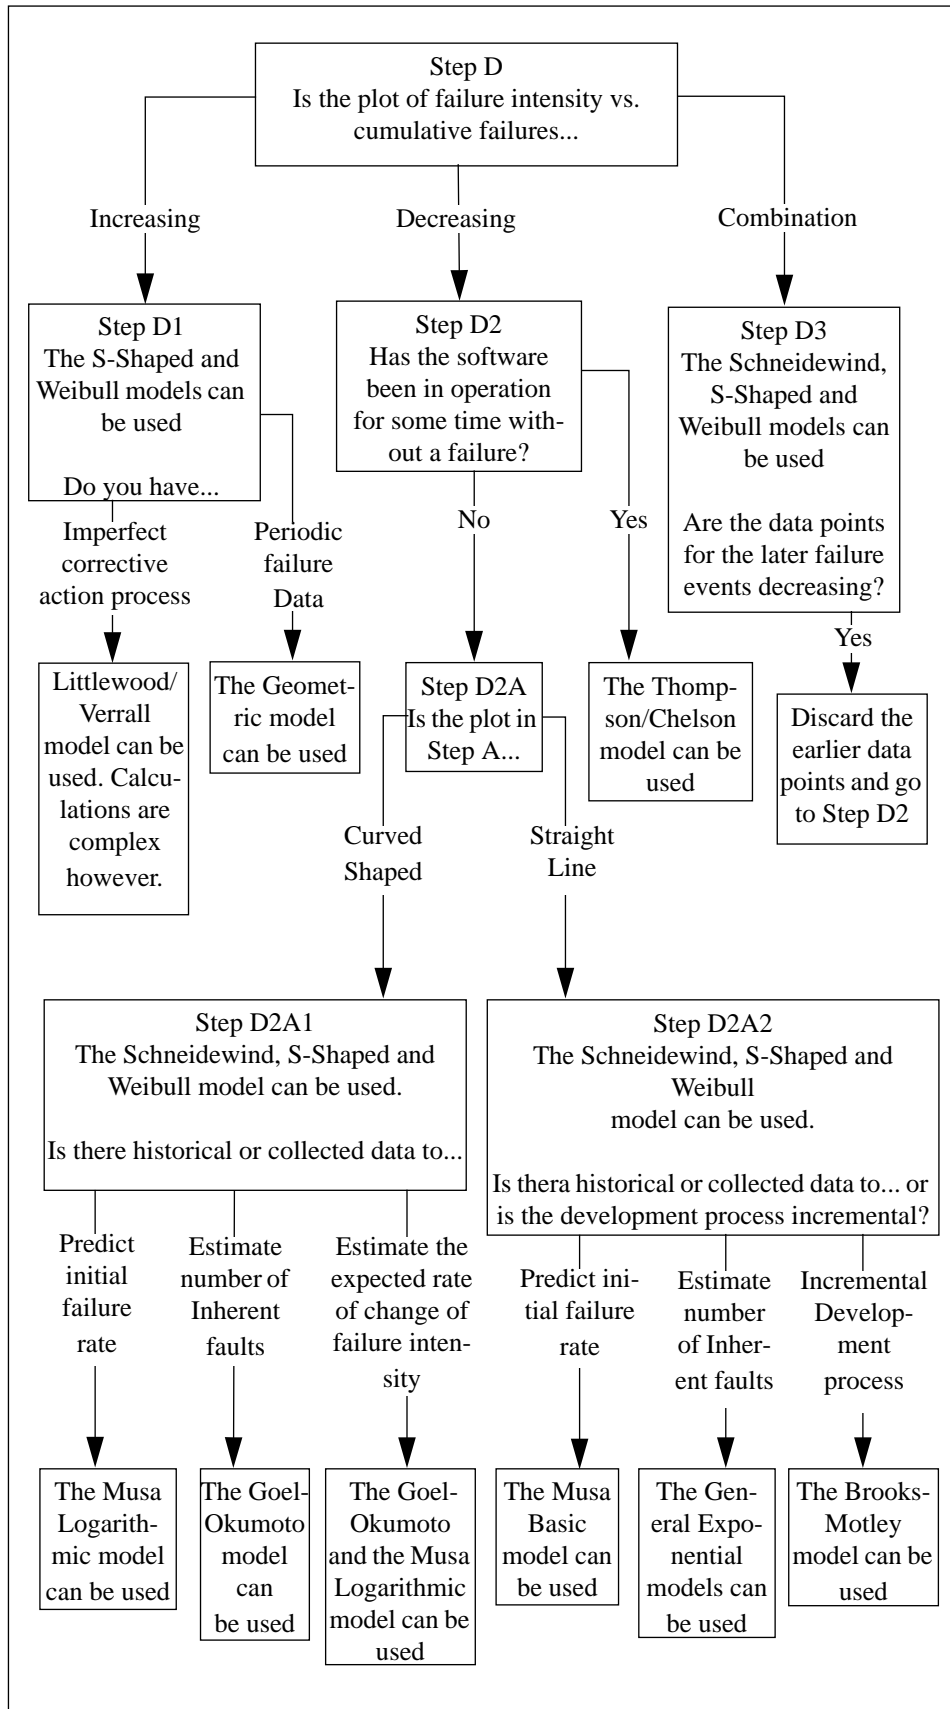 Step D
Is the plot of failure intensity vs.
cumulative failures...
Increasing
Decreasing
Combination
Step D1
The S-Shaped and
Weibull models can
be used
Do you have...
Step D2
Has the software
been in operation
for some time with-
out a failure?
Step D3
The Schneidewind,
S-Shaped and
Weibull models can
be used
Are the data points
for the later failure
events decreasing?
Imperfect
corrective
action process
Periodic
failure
Data
No
Yes
Yes
Littlewood/
Verrall
model can be
used. Calcu-
lations are
complex
however.
The Geomet-
ric model
can be used
Step D2A
Is the plot in
Step A...
The Thomp-
son/Chelson
model can be
used
Discard the
earlier data
points and go
to Step D2
Curved
Shaped
Straight
Line
Step D2A1
The Schneidewind, S-Shaped and
Weibull model can be used.
Is there historical or collected data to...
Step D2A2
The Schneidewind, S-Shaped and
Weibull
model can be used.
Is thera historical or collected data to... or
is the development process incremental?
Predict
initial
failure
rate
Estimate
number of
Inherent
faults
Estimate the
expected rate
of change of
failure inten-
sity
Predict ini-
tial failure
rate
Estimate
number
of Inher-
ent faults
Incremental
Develop-
ment
process
The Musa
Logarith-
mic model
can be used
The Goel-
Okumoto
model
can
be used
The Goel-
Okumoto
and the Musa
Logarithmic
model can be
used
The Musa
Basic
model can
be used
The Gen-
eral Expo-
nential
models can
be used
The Brooks-
Motley
model can be
used